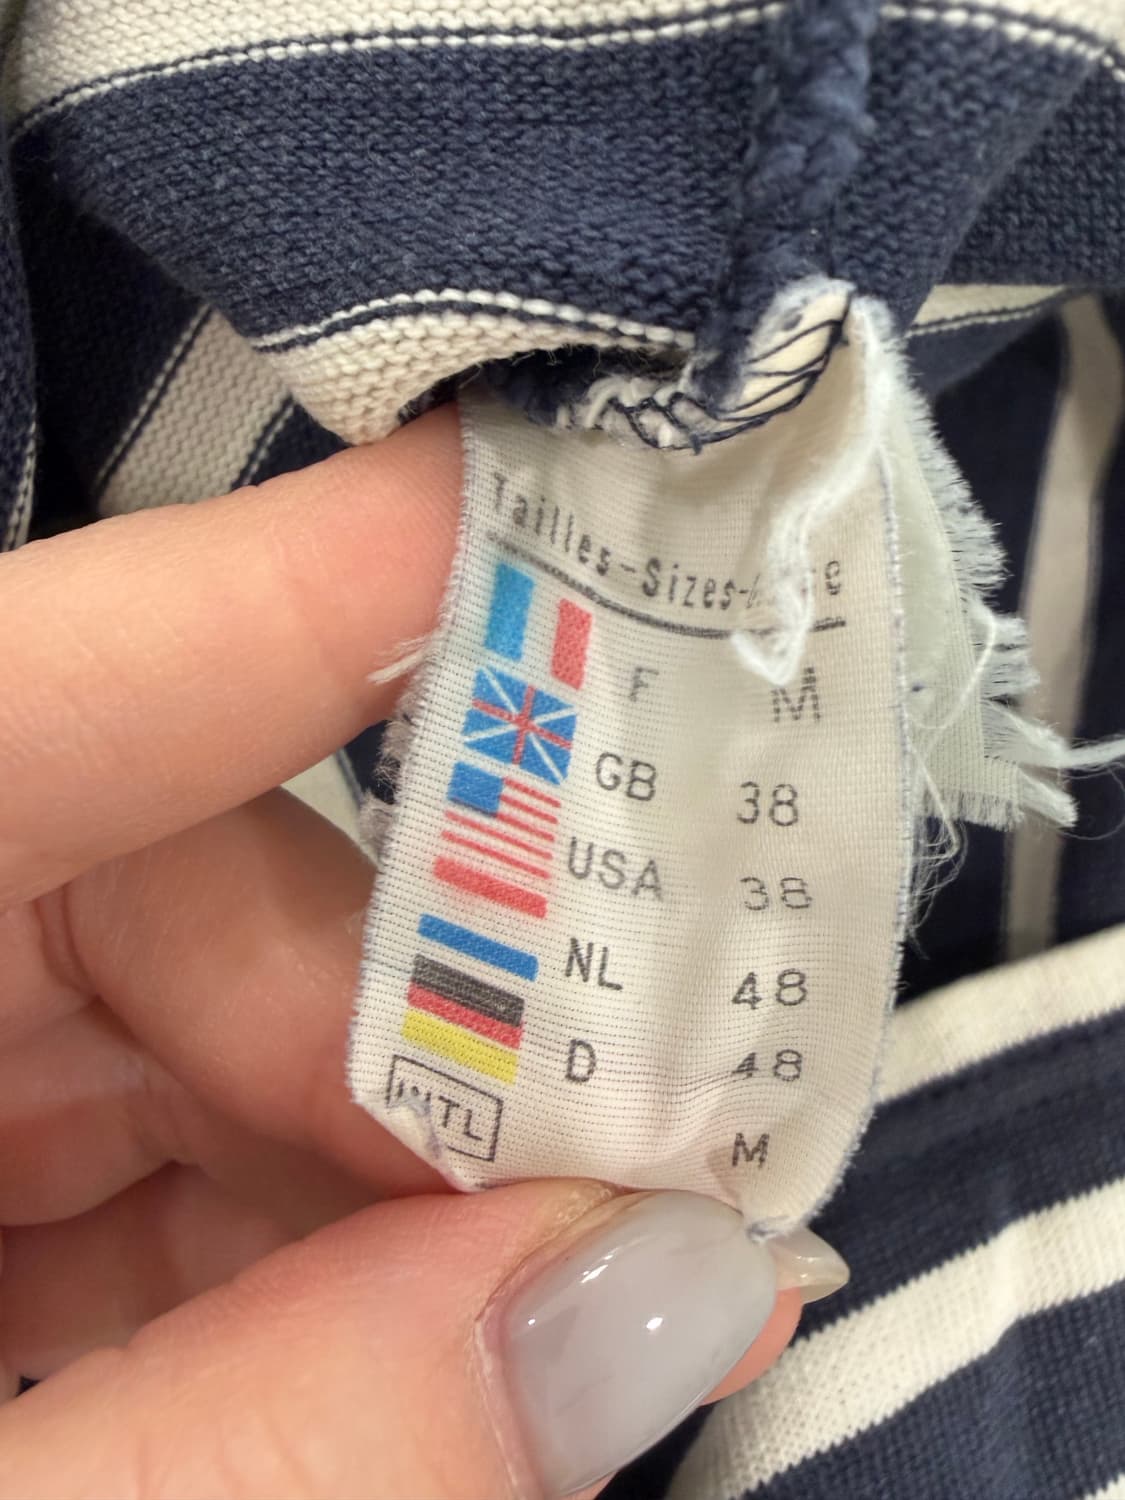 Tailles-Sizes-
F M
GB 38
USA 38
NL 48
D 48
INTL M